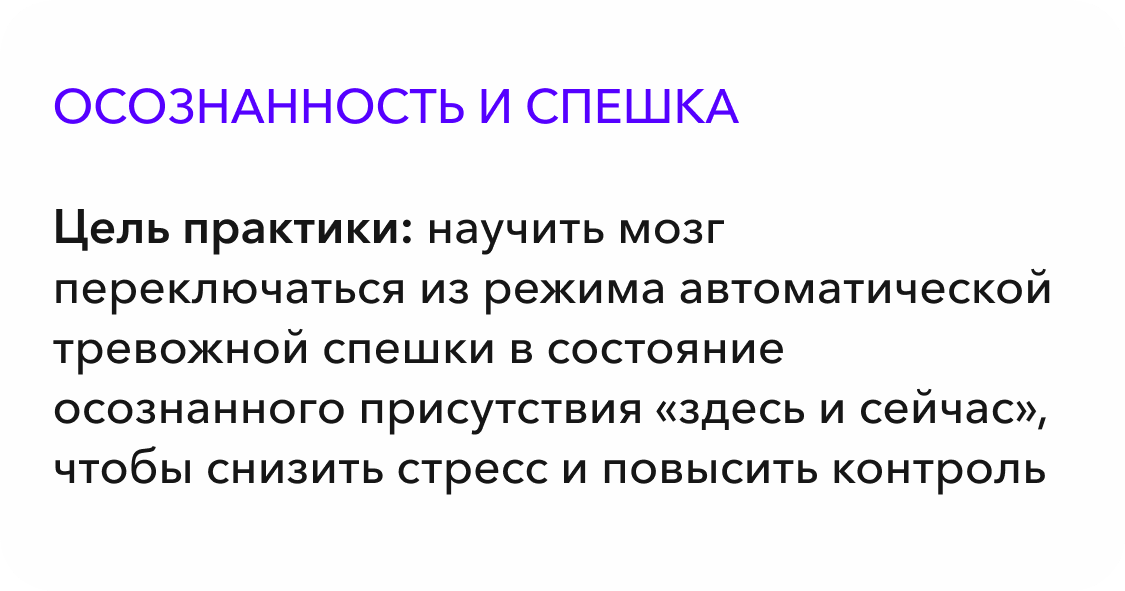 ОСОЗНАННОСТЬ И СПЕШКА
Цель практики: научить мозг
переключаться из режима автоматической
тревожной спешки в состояние
осознанного присутствия «здесь и сейчас»,
чтобы снизить стресс и повысить контроль